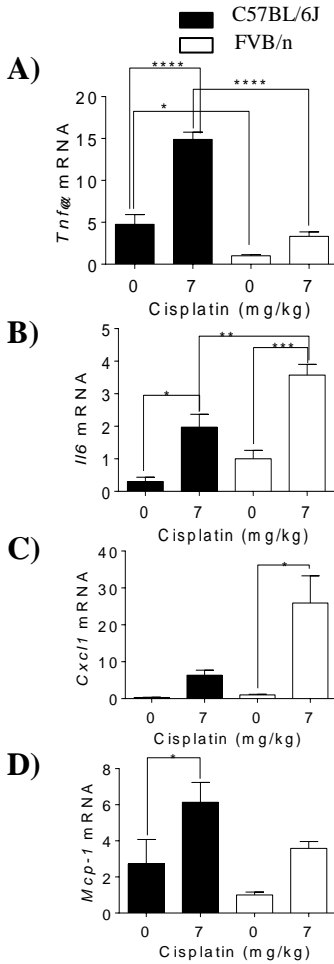 C57BL/6J
FVB/n
A)
****
****
*
Tnfα mRNA
20
15
10
5
0
0 7 0 7
Cisplatin (mg/kg)
B)
**
***
*
Il6 mRNA
5
4
3
2
1
0
0 7 0 7
Cisplatin (mg/kg)
C)
*
Cxcl1 mRNA
40
30
20
10
0
0 7 0 7
Cisplatin (mg/kg)
D)
*
Mcp-1 mRNA
8
6
4
2
0
0 7 0 7
Cisplatin (mg/kg)